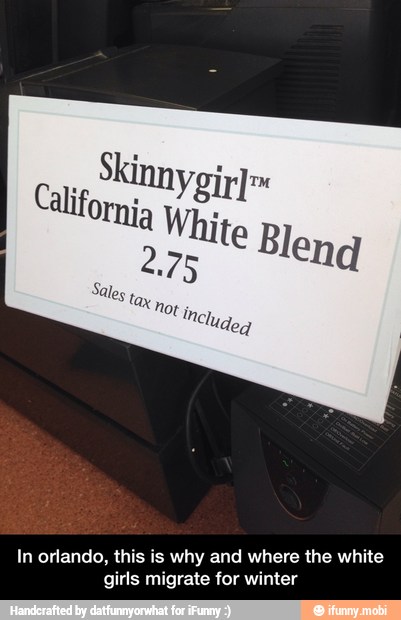 Skinnygirl™
California White Blend
2.75
Sales tax not included
In orlando, this is why and where the white
girls migrate for winter
Handcrafted by datfunnyorwhat for iFunny :)
ifunny.mobi